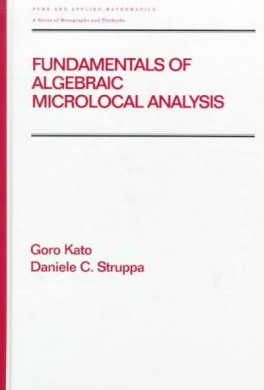 PURE AND APPLIED MATHEMATICS
A Series of Monographs and Textbooks
FUNDAMENTALS OF
ALGEBRAIC
MICROLOCAL ANALYSIS
Goro Kato
Daniele C. Struppa